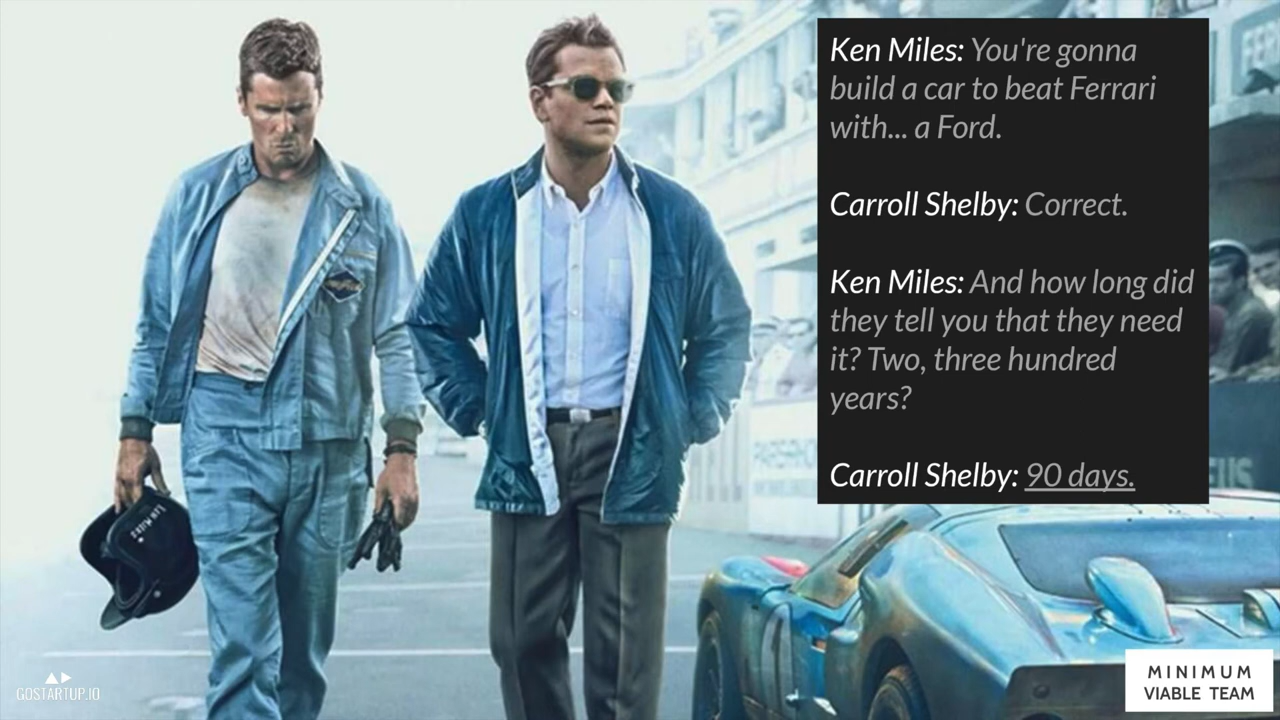 Ken Miles: You're gonna
build a car to beat Ferrari
with... a Ford.
Carroll Shelby: Correct.
Ken Miles: And how long did
they tell you that they need
it? Two, three hundred
years?
Carroll Shelby: 90 days.
KEN MILES
GOSTARTUP.IO
MINIMUM
VIABLE TEAM